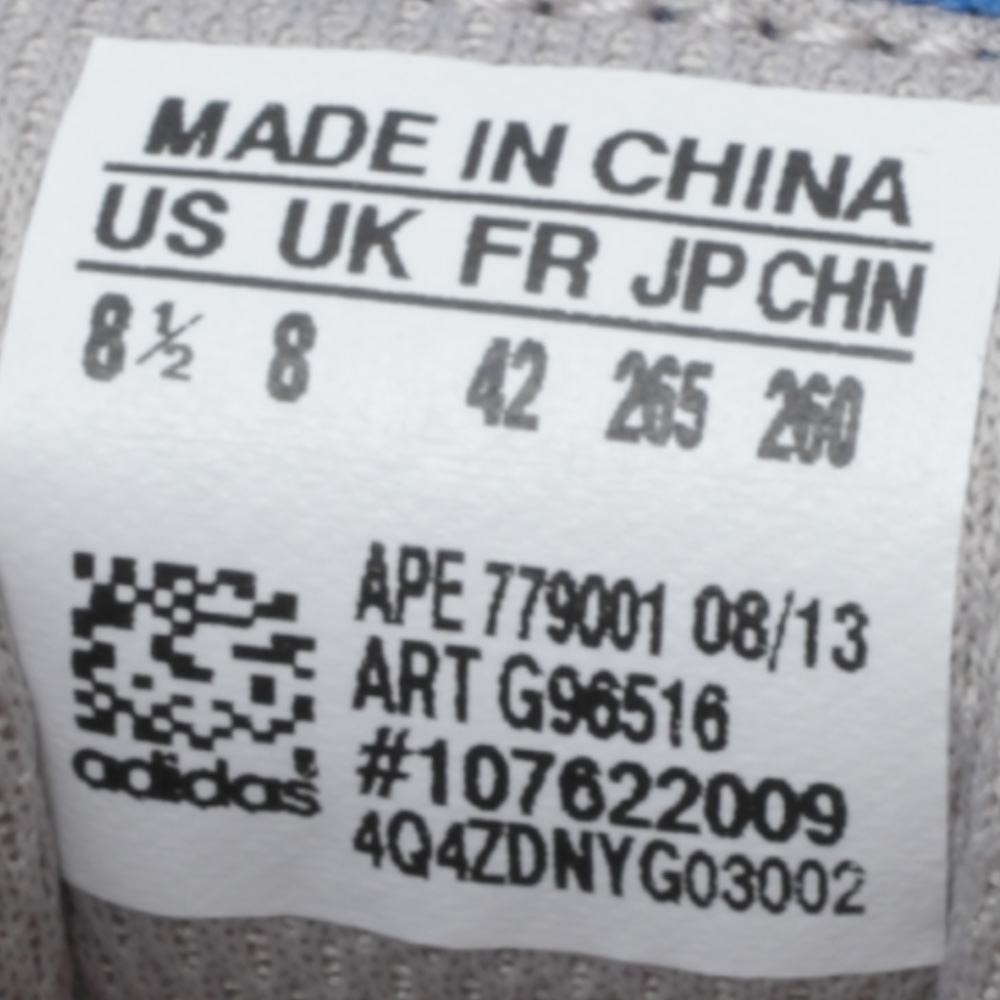 MADE IN CHINA
US UK FR JP CHN
8½ 8 42 265 260
APE 779001 08/13
ART G96516
#107622009
4Q4ZDNYG03002
adidas